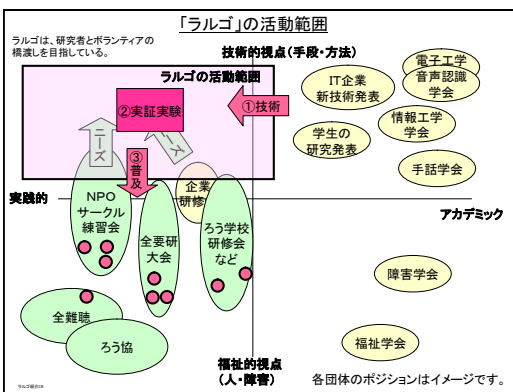 「ラルゴ」の活動範囲
ラルゴは、研究者とボランティアの
橋渡しを目指している。
技術的視点(手段・方法)
ラルゴの活動範囲
②実証実験
①技術
ニーズ
ニーズ
③普及
IT企業
新技術発表
電子工学
音声認識
学会
学生の
研究発表
情報工学
学会
手話学会
実践的
アカデミック
NPO
サークル
練習会
企業
研修
全要研
大会
ろう学校
研修会
など
障害学会
全難聴
ろう協
福祉学会
福祉的視点
(人・障害)
各団体のポジションはイメージです。